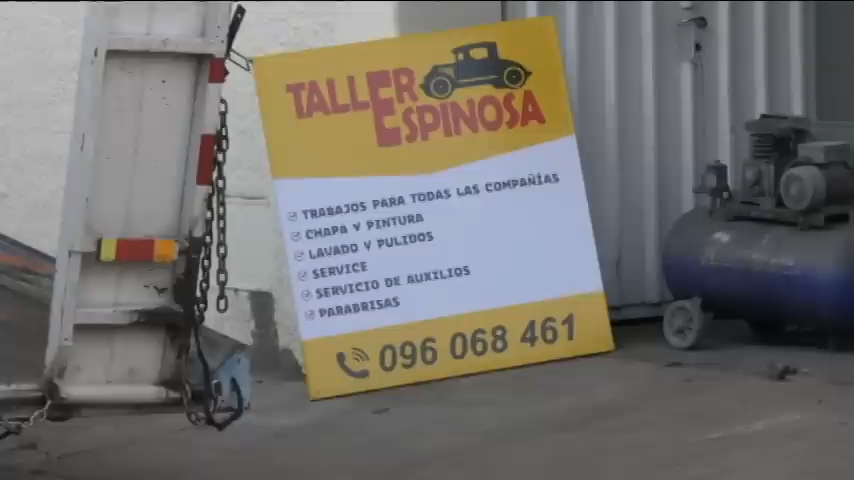 TALLER
ESPINOSA
TRABAJOS PARA TODAS LAS COMPAÑÍAS
CHAPA Y PINTURA
LAVADO Y PULIDOS
SERVICE
SERVICIO DE AUXILIOS
PARABRISAS
096 068 461